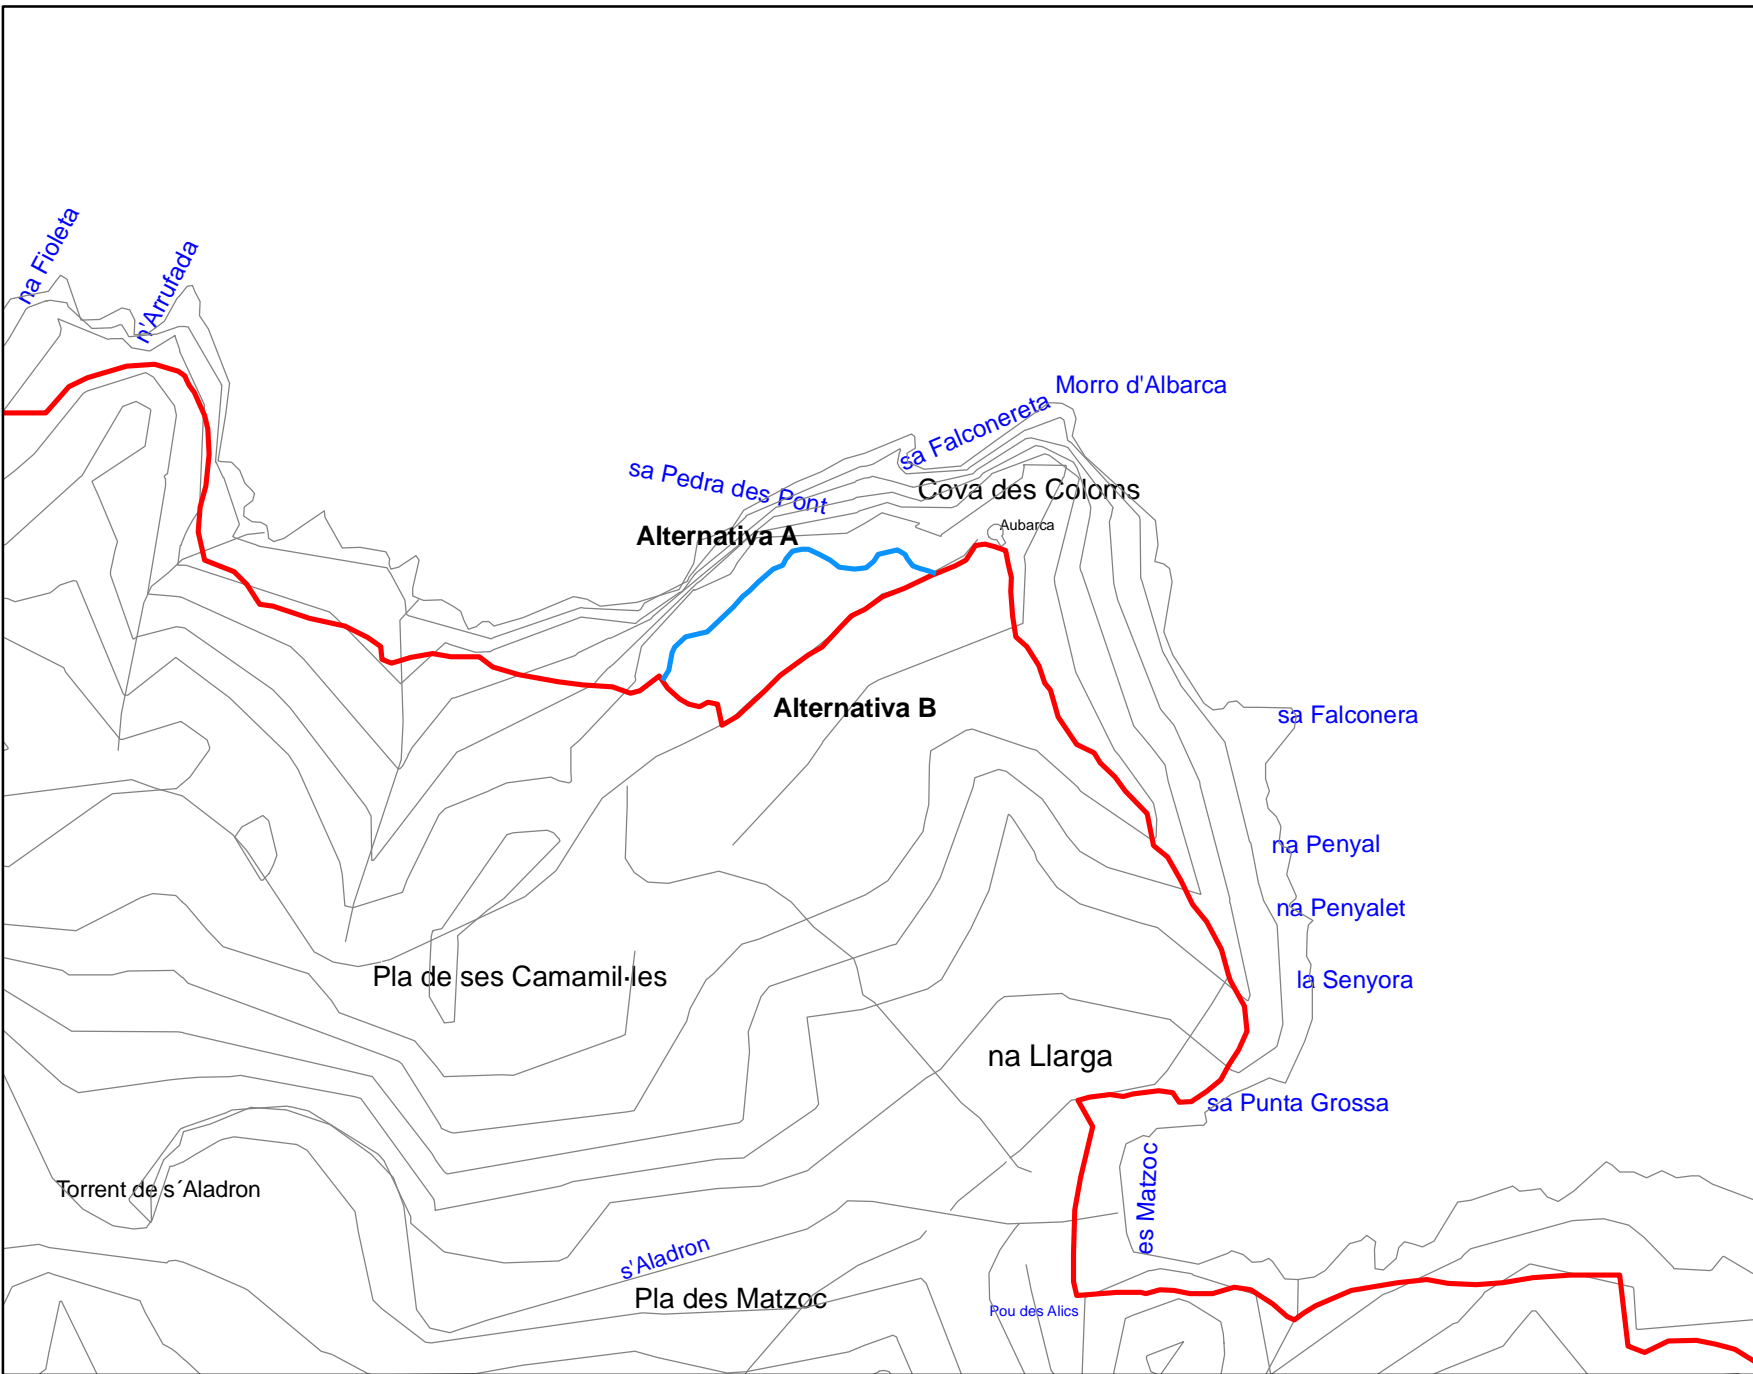 na Fioleta
n'Arrufada
Morro d'Albarca
sa Falconereta
sa Pedra des Pont
Cova des Coloms
Aubarca
Alternativa A
Alternativa B
sa Falconera
na Penyal
na Penyalet
Pla de ses Camamil·les
la Senyora
na Llarga
sa Punta Grossa
es Matzoc
Torrent de s´Aladron
s'Aladron
Pla des Matzoc
Pou des Alics